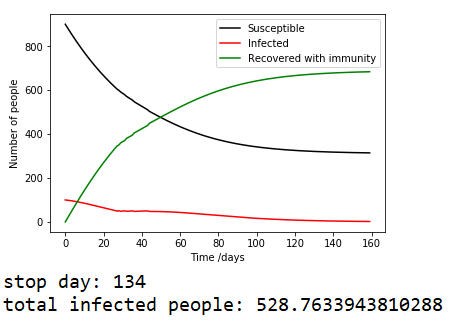 Susceptible
Infected
Recovered with immunity
800
600
400
200
0
Number of people
0 20 40 60 80 100 120 140 160
Time /days
stop day: 134
total infected people: 528.7633943810288